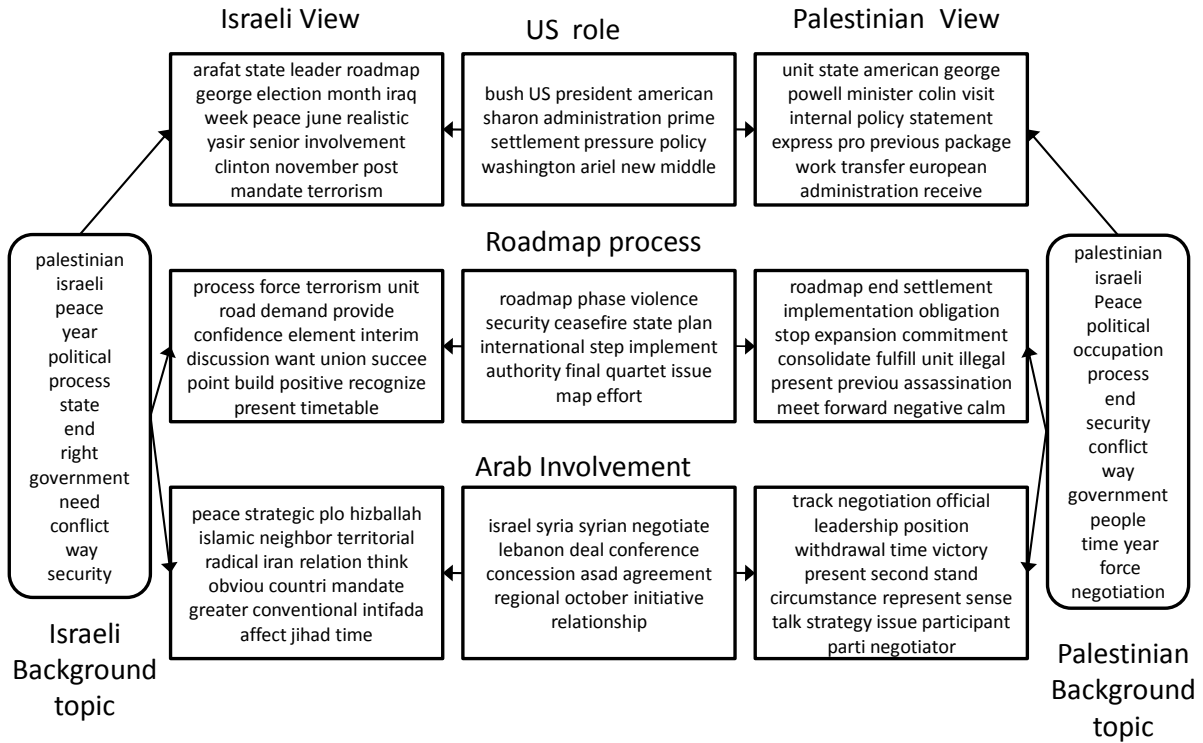 Israeli View
US role
Palestinian View
arafat state leader roadmap
george election month iraq
week peace june realistic
yasir senior involvement
clinton november post
mandate terrorism
bush US president american
sharon administration prime
settlement pressure policy
washington ariel new middle
unit state american george
powell minister colin visit
internal policy statement
express pro previous package
work transfer european
administration receive
palestinian
israeli
peace
year
political
process
state
end
right
government
need
conflict
way
security
Israeli
Background
topic
Roadmap process
process force terrorism unit
road demand provide
confidence element interim
discussion want union succee
point build positive recognize
present timetable
roadmap phase violence
security ceasefire state plan
international step implement
authority final quartet issue
map effort
roadmap end settlement
implementation obligation
stop expansion commitment
consolidate fulfill unit illegal
present previou assassination
meet forward negative calm
Arab Involvement
peace strategic plo hizballah
islamic neighbor territorial
radical iran relation think
obviou countri mandate
greater conventional intifada
affect jihad time
israel syria syrian negotiate
lebanon deal conference
concession asad agreement
regional october initiative
relationship
track negotiation official
leadership position
withdrawal time victory
present second stand
circumstance represent sense
talk strategy issue participant
parti negotiator
palestinian
israeli
Peace
political
occupation
process
end
security
conflict
way
government
people
time year
force
negotiation
Palestinian
Background
topic